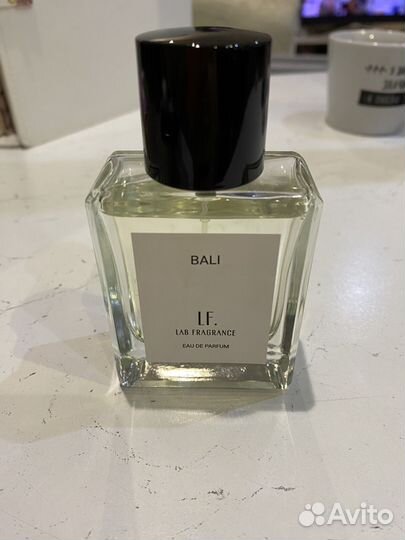 BALI
LF.
LAB FRAGRANCE
EAU DE PARFUM
Avito